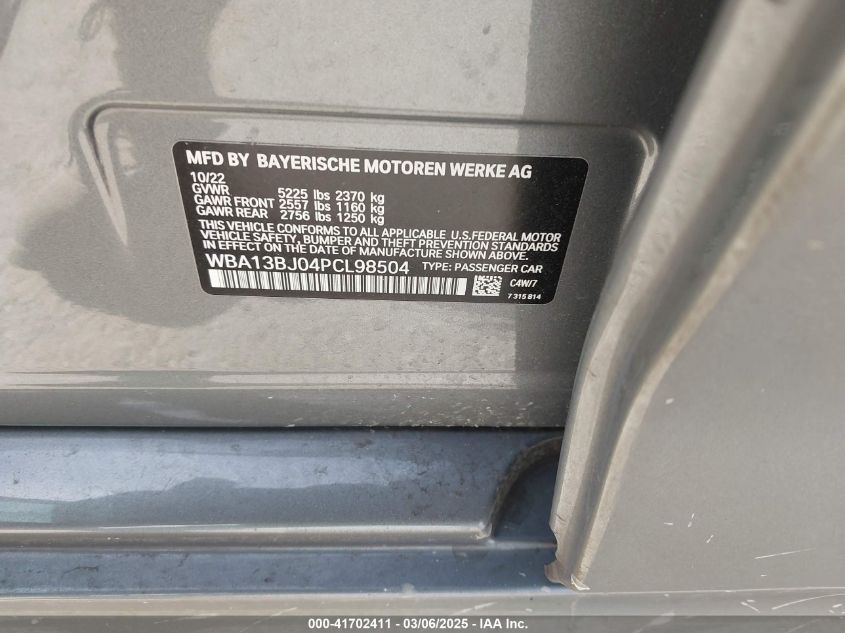 MFD BY BAYERISCHE MOTOREN WERKE AG
10/22
GVWR 5225 lbs 2370 kg
GAWR FRONT 2557 lbs 1160 kg
GAWR REAR 2756 lbs 1250 kg
THIS VEHICLE CONFORMS TO ALL APPLICABLE U.S.FEDERAL MOTOR
VEHICLE SAFETY, BUMPER AND THEFT PREVENTION STANDARDS
IN EFFECT ON THE DATE OF MANUFACTURE SHOWN ABOVE.
WBA13BJ04PCL98504 TYPE: PASSENGER CAR
C4W/7
7 315 814
000-41702411 - 03/06/2025 - IAA Inc.